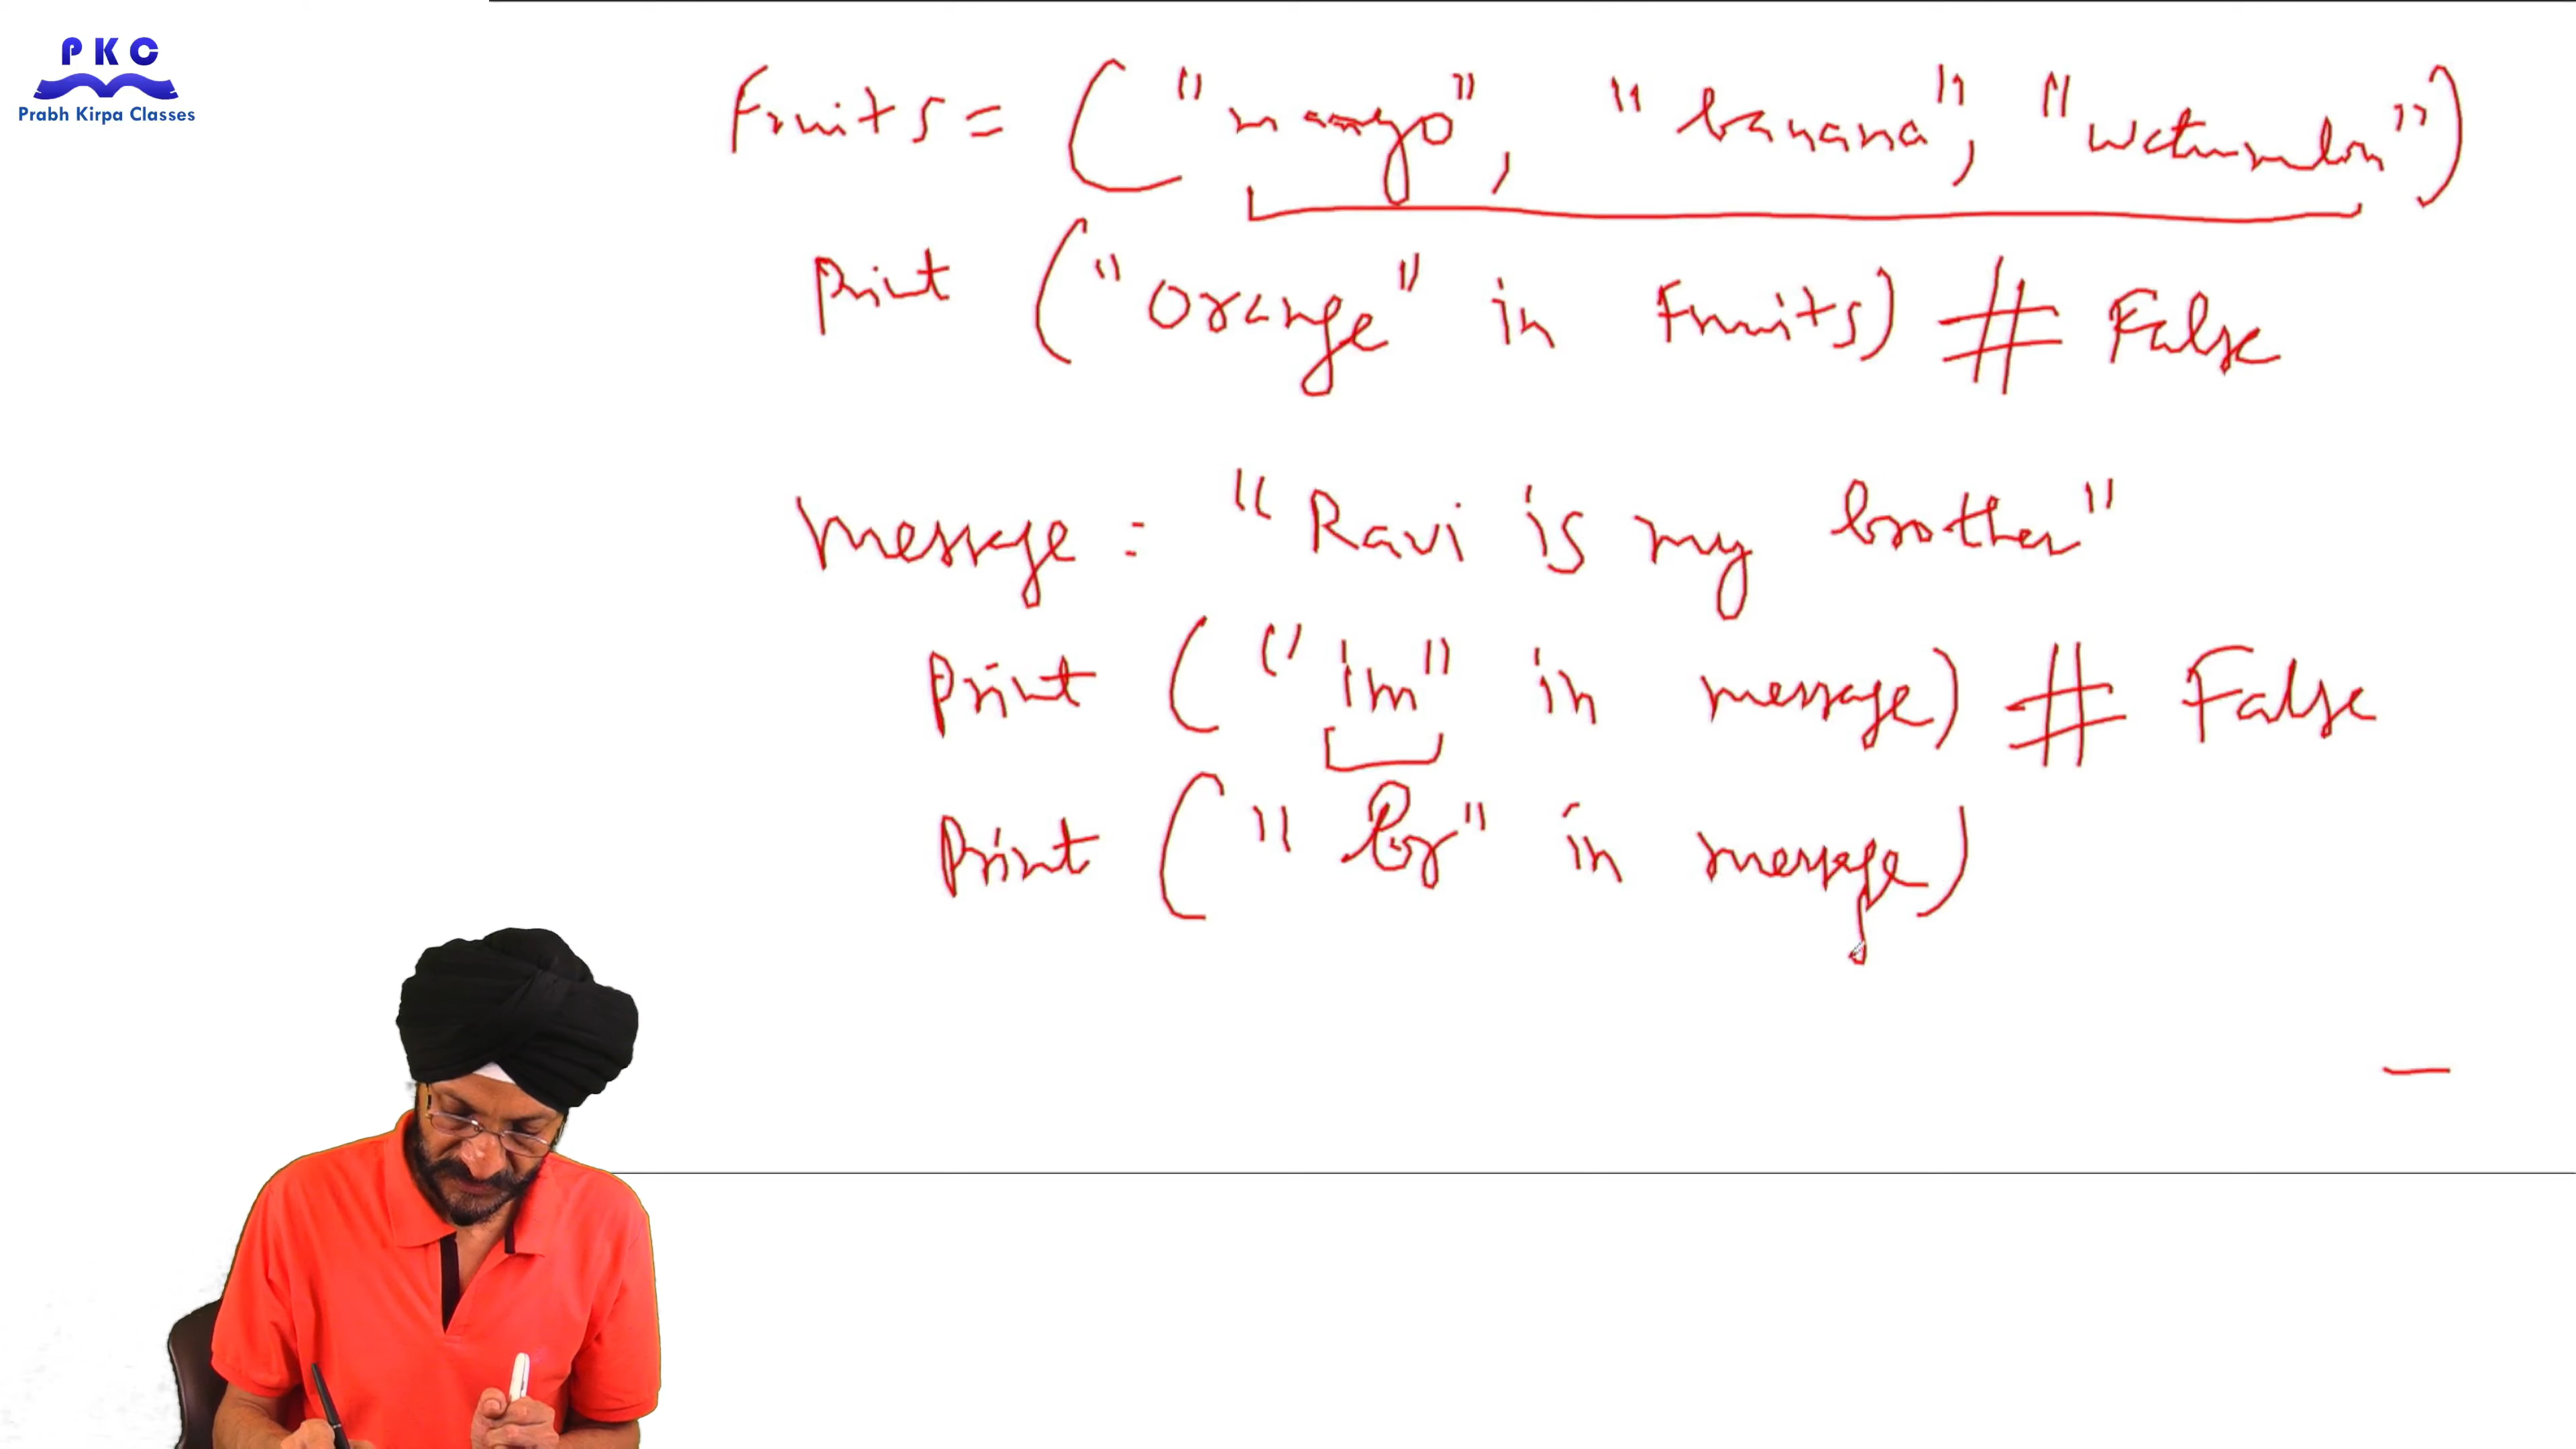 PKC
Prabh Kirpa Classes
Fruits = ("mango", "banana", "watermelon")
Print ("Orange" in Fruits) # False
message = "Ravi is my brother"
Print ("im" in message) # False
Print ("br" in message)